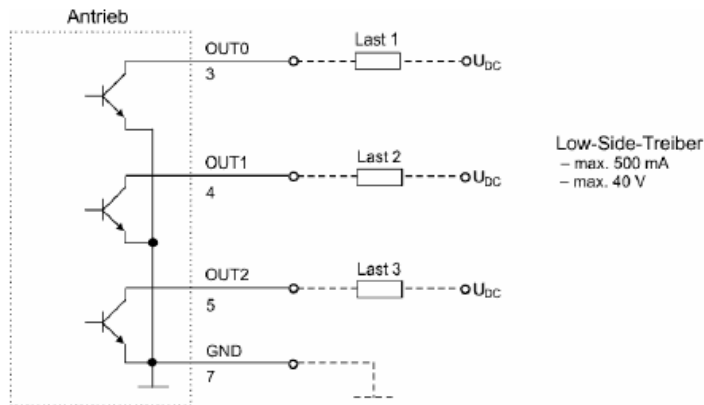 Antrieb
OUT0
3
Last 1
U_DC
OUT1
4
Last 2
U_DC
Low-Side-Treiber
– max. 500 mA
– max. 40 V
OUT2
5
Last 3
U_DC
GND
7